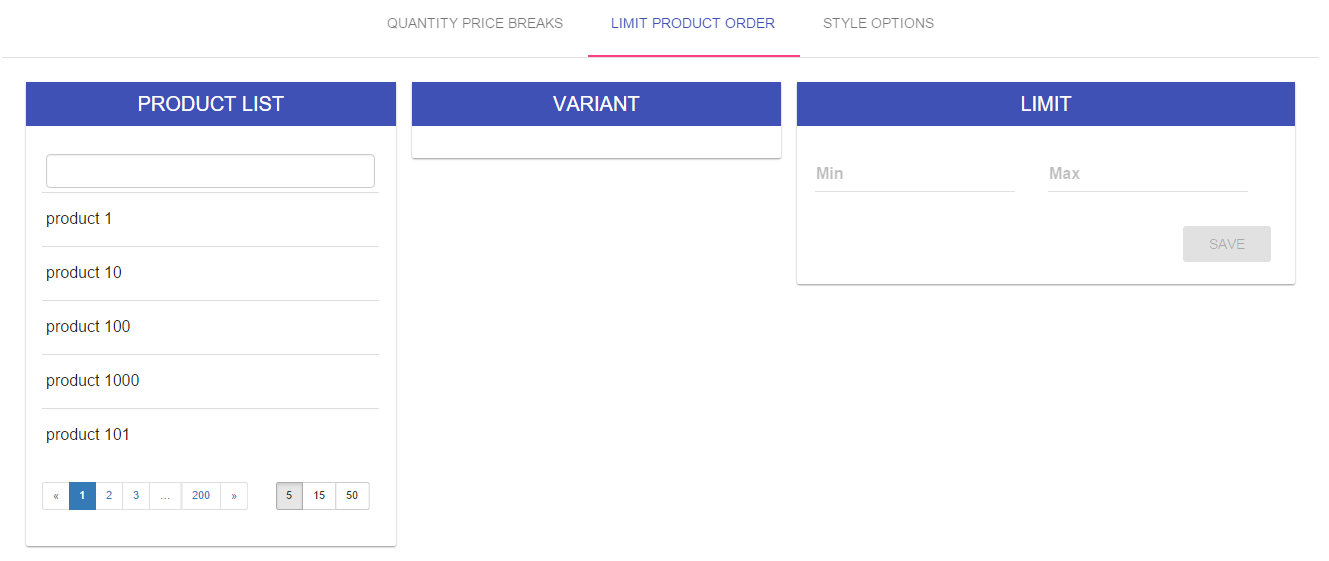 QUANTITY PRICE BREAKS
LIMIT PRODUCT ORDER
STYLE OPTIONS
PRODUCT LIST
product 1
product 10
product 100
product 1000
product 101
« 1 2 3 ... 200 »
5 15 50
VARIANT
LIMIT
Min
Max
SAVE